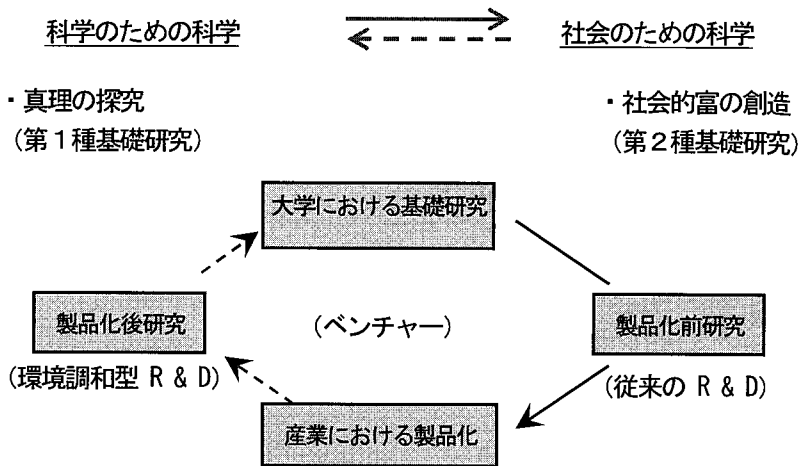 科学のための科学
社会のための科学
・真理の探究
(第1種基礎研究)
・社会的富の創造
(第2種基礎研究)
大学における基礎研究
製品化後研究
(ベンチャー)
製品化前研究
(環境調和型 R & D)
(従来の R & D)
産業における製品化